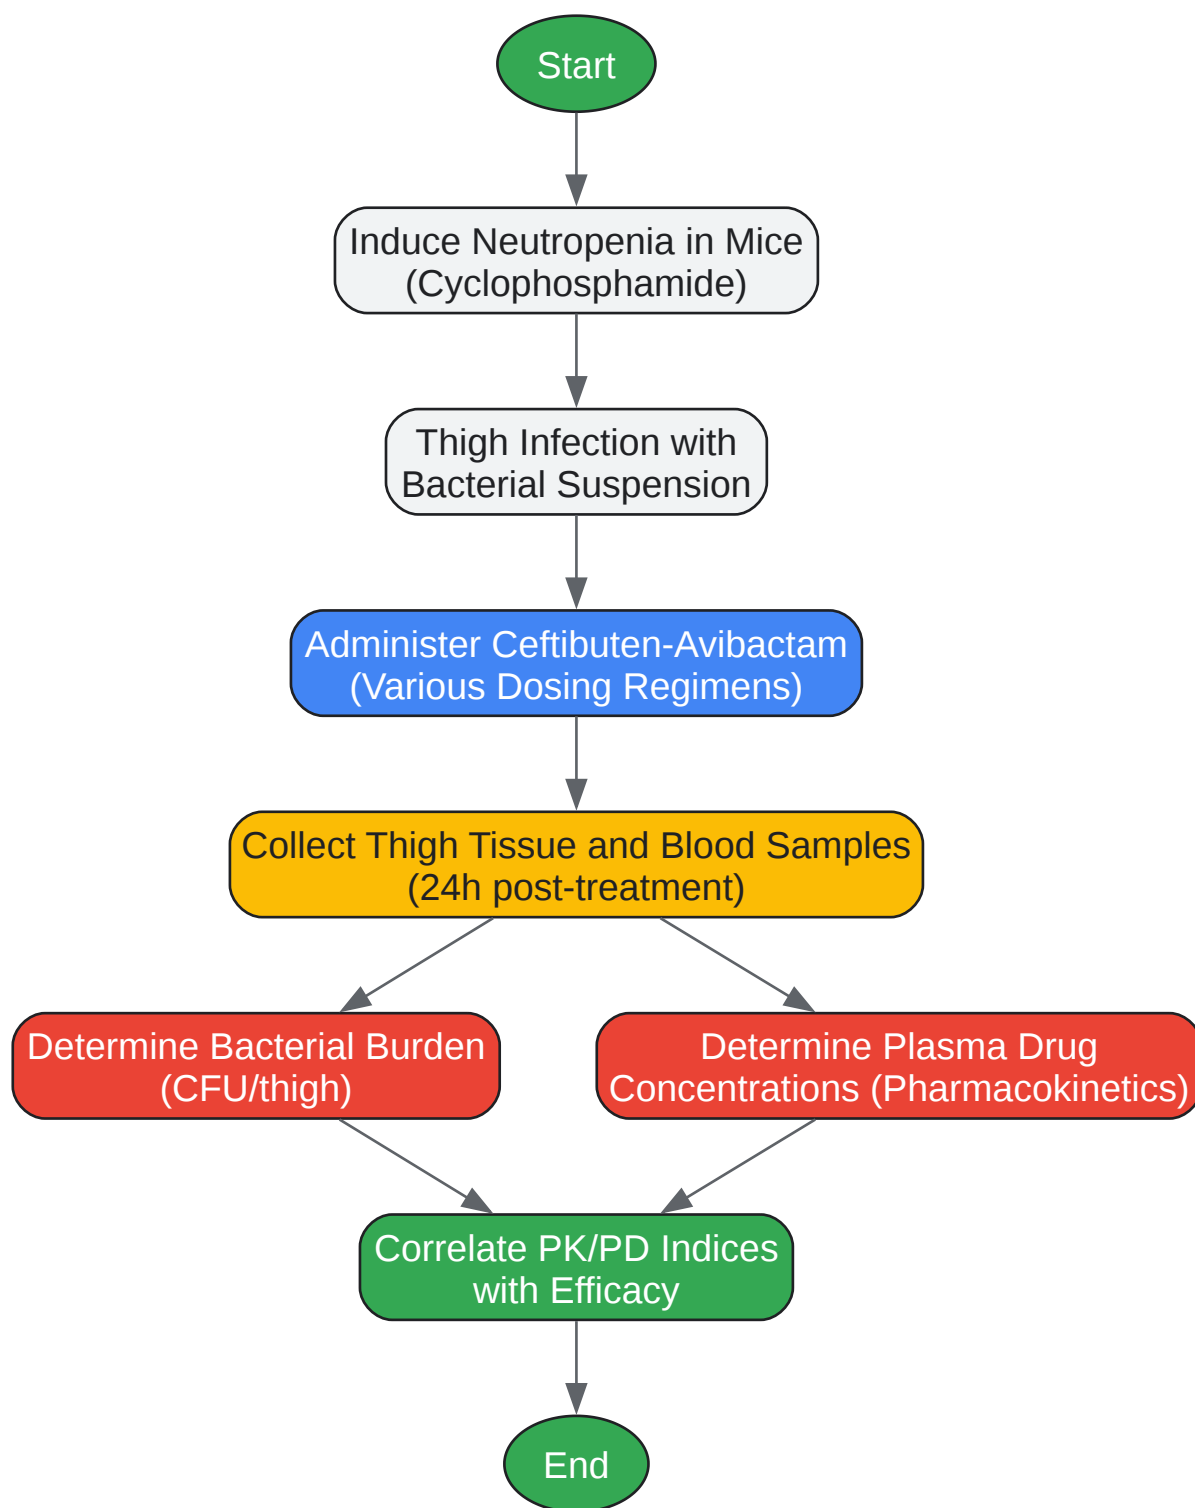 Start
Induce Neutropenia in Mice
(Cyclophosphamide)
Thigh Infection with
Bacterial Suspension
Administer Ceftibuten-Avibactam
(Various Dosing Regimens)
Collect Thigh Tissue and Blood Samples
(24h post-treatment)
Determine Bacterial Burden
(CFU/thigh)
Determine Plasma Drug
Concentrations (Pharmacokinetics)
Correlate PK/PD Indices
with Efficacy
End